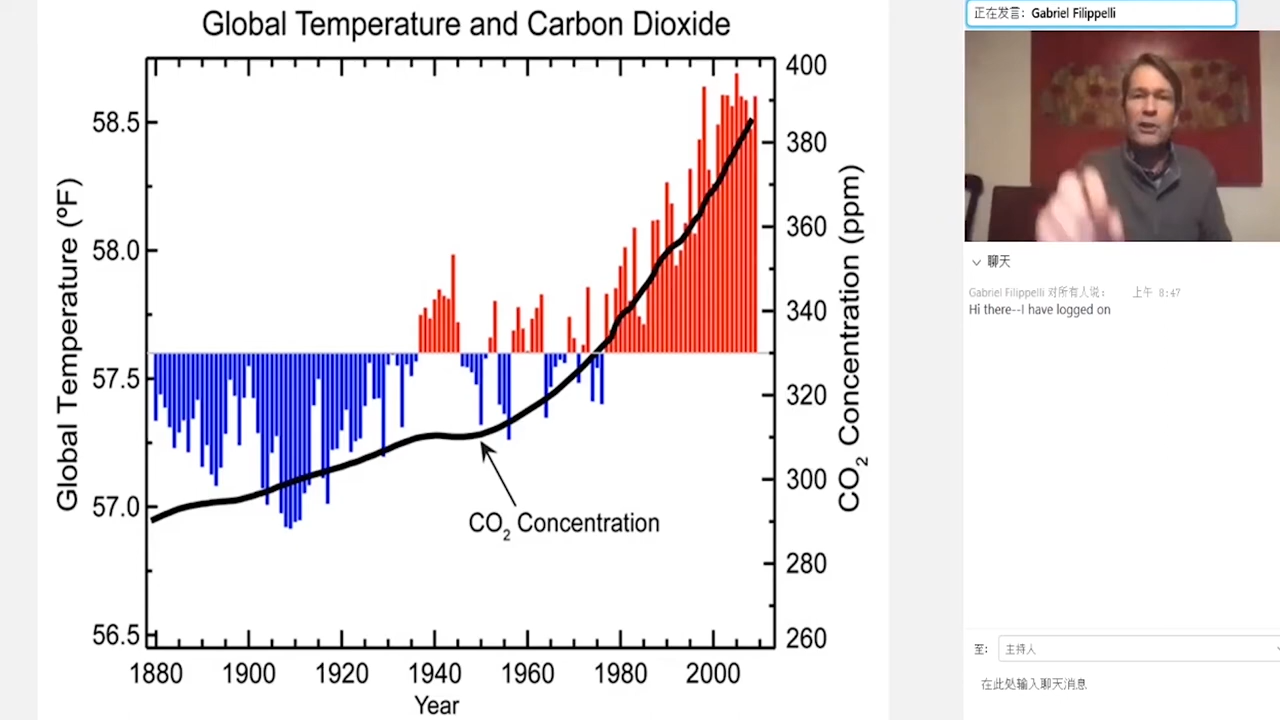 Global Temperature and Carbon Dioxide
Global Temperature (ºF)
58.5
58.0
57.5
57.0
56.5
400
380
360
340
320
300
280
260
CO2 Concentration (ppm)
CO2 Concentration
1880 1900 1920 1940 1960 1980 2000
Year
正在发言: Gabriel Filippelli
聊天
Gabriel Filippelli 对所有人说: 上午 8:47
Hi there--I have logged on
至: 主持人
在此处输入聊天消息